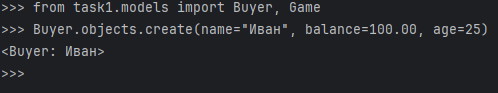 >>> from task1.models import Buyer, Game
>>> Buyer.objects.create(name="Иван", balance=100.00, age=25)
<Buyer: Иван>
>>>